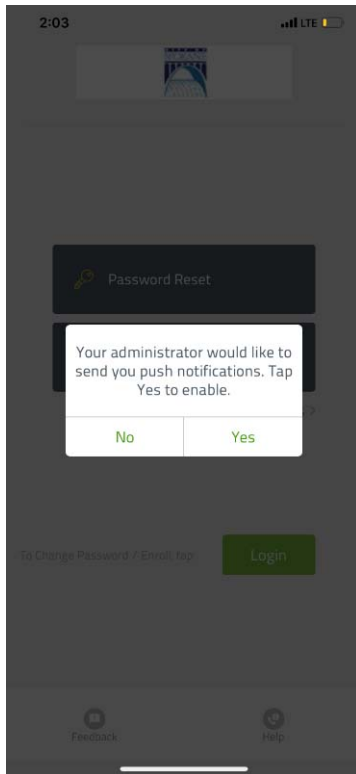 2:03
LTE
Password Reset
Your administrator would like to
send you push notifications. Tap
Yes to enable.
No
Yes
To Change Password / Enroll, tap
Login
Feedback
Help